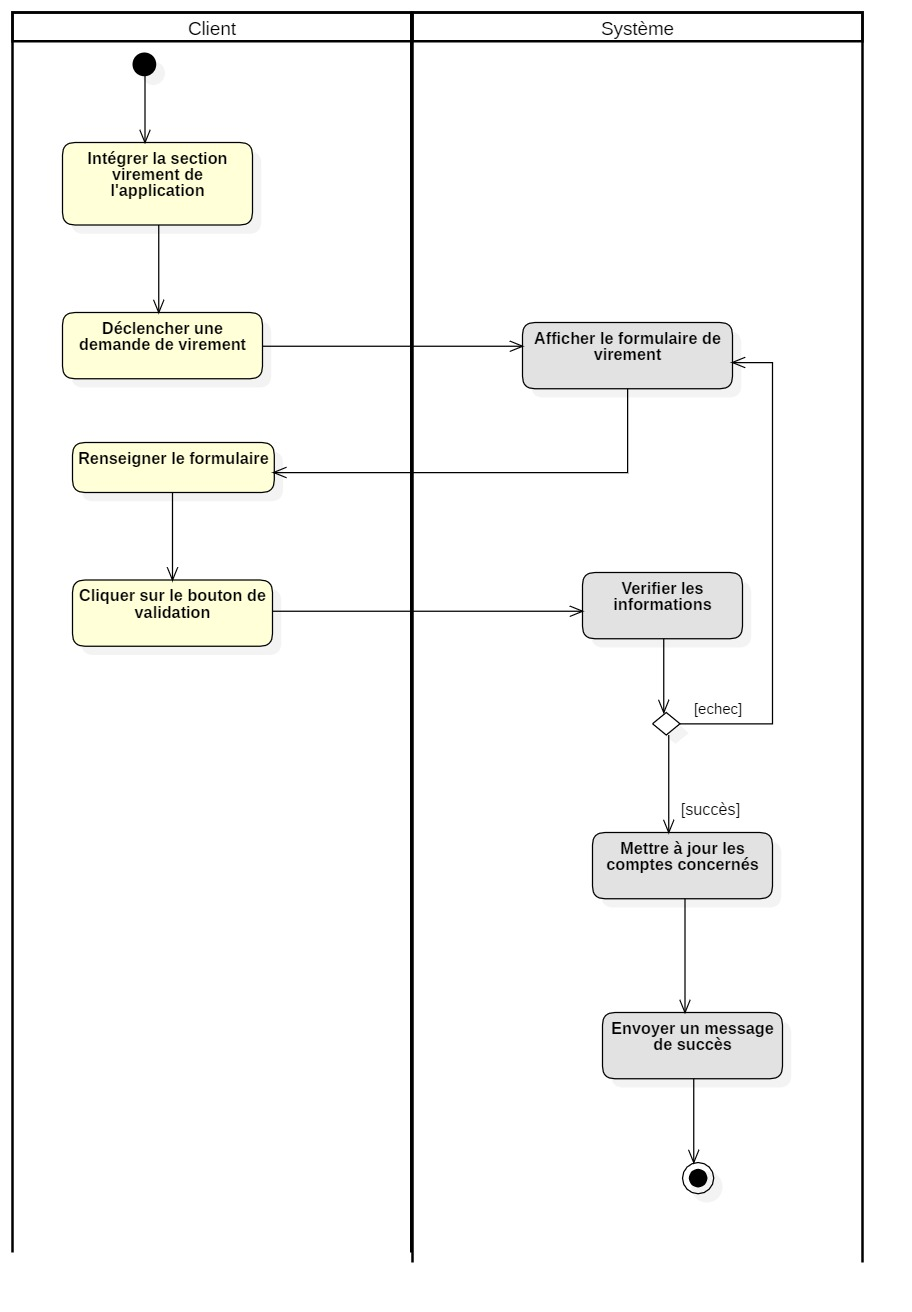 Client
Système
Intégrer la section
virement de
l'application
Déclencher une
demande de virement
Afficher le formulaire de
virement
Renseigner le formulaire
Cliquer sur le bouton de
validation
Verifier les
informations
[echec]
[succès]
Mettre à jour les
comptes concernés
Envoyer un message
de succès